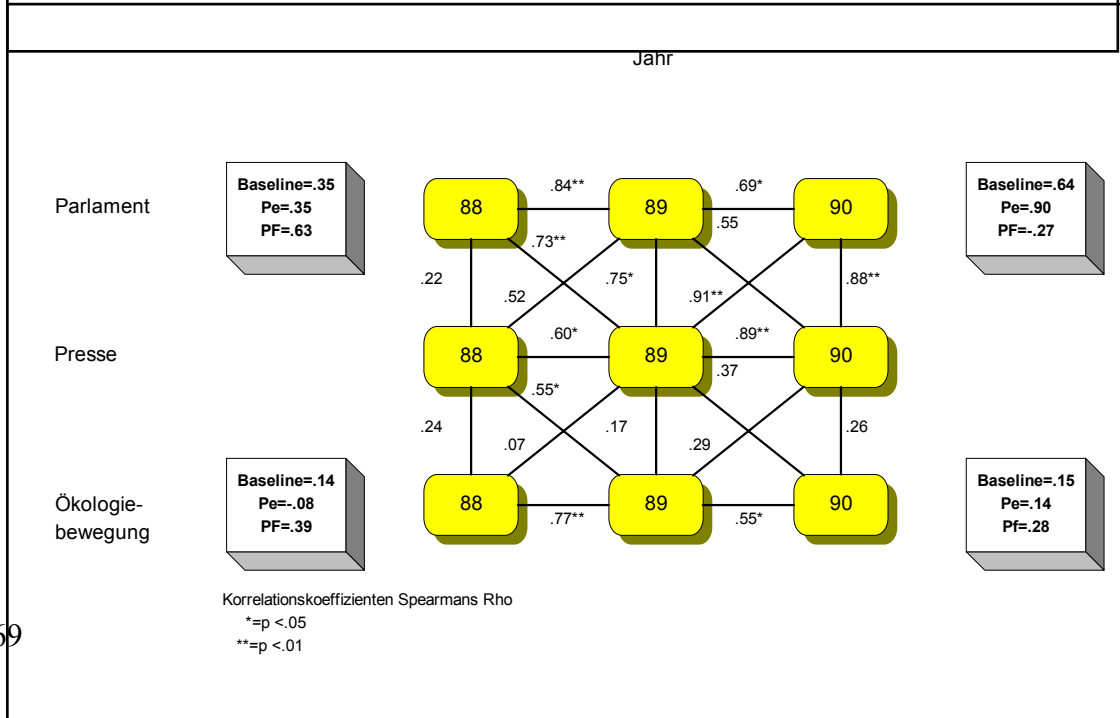 Jahr
Parlament
Baseline=.35
Pe=.35
PF=.63
88
.84**
89
.69*
90
Baseline=.64
Pe=.90
PF=-.27
.55
.73**
.22
.52
.75*
.91**
.88**
Presse
88
.60*
89
.89**
90
.37
.55*
.24
.07
.17
.29
.26
Ökologie-
bewegung
Baseline=.14
Pe=-.08
PF=.39
88
.77**
89
.55*
90
Baseline=.15
Pe=.14
Pf=.28
Korrelationskoeffizienten Spearmans Rho
*=p <.05
**=p <.01